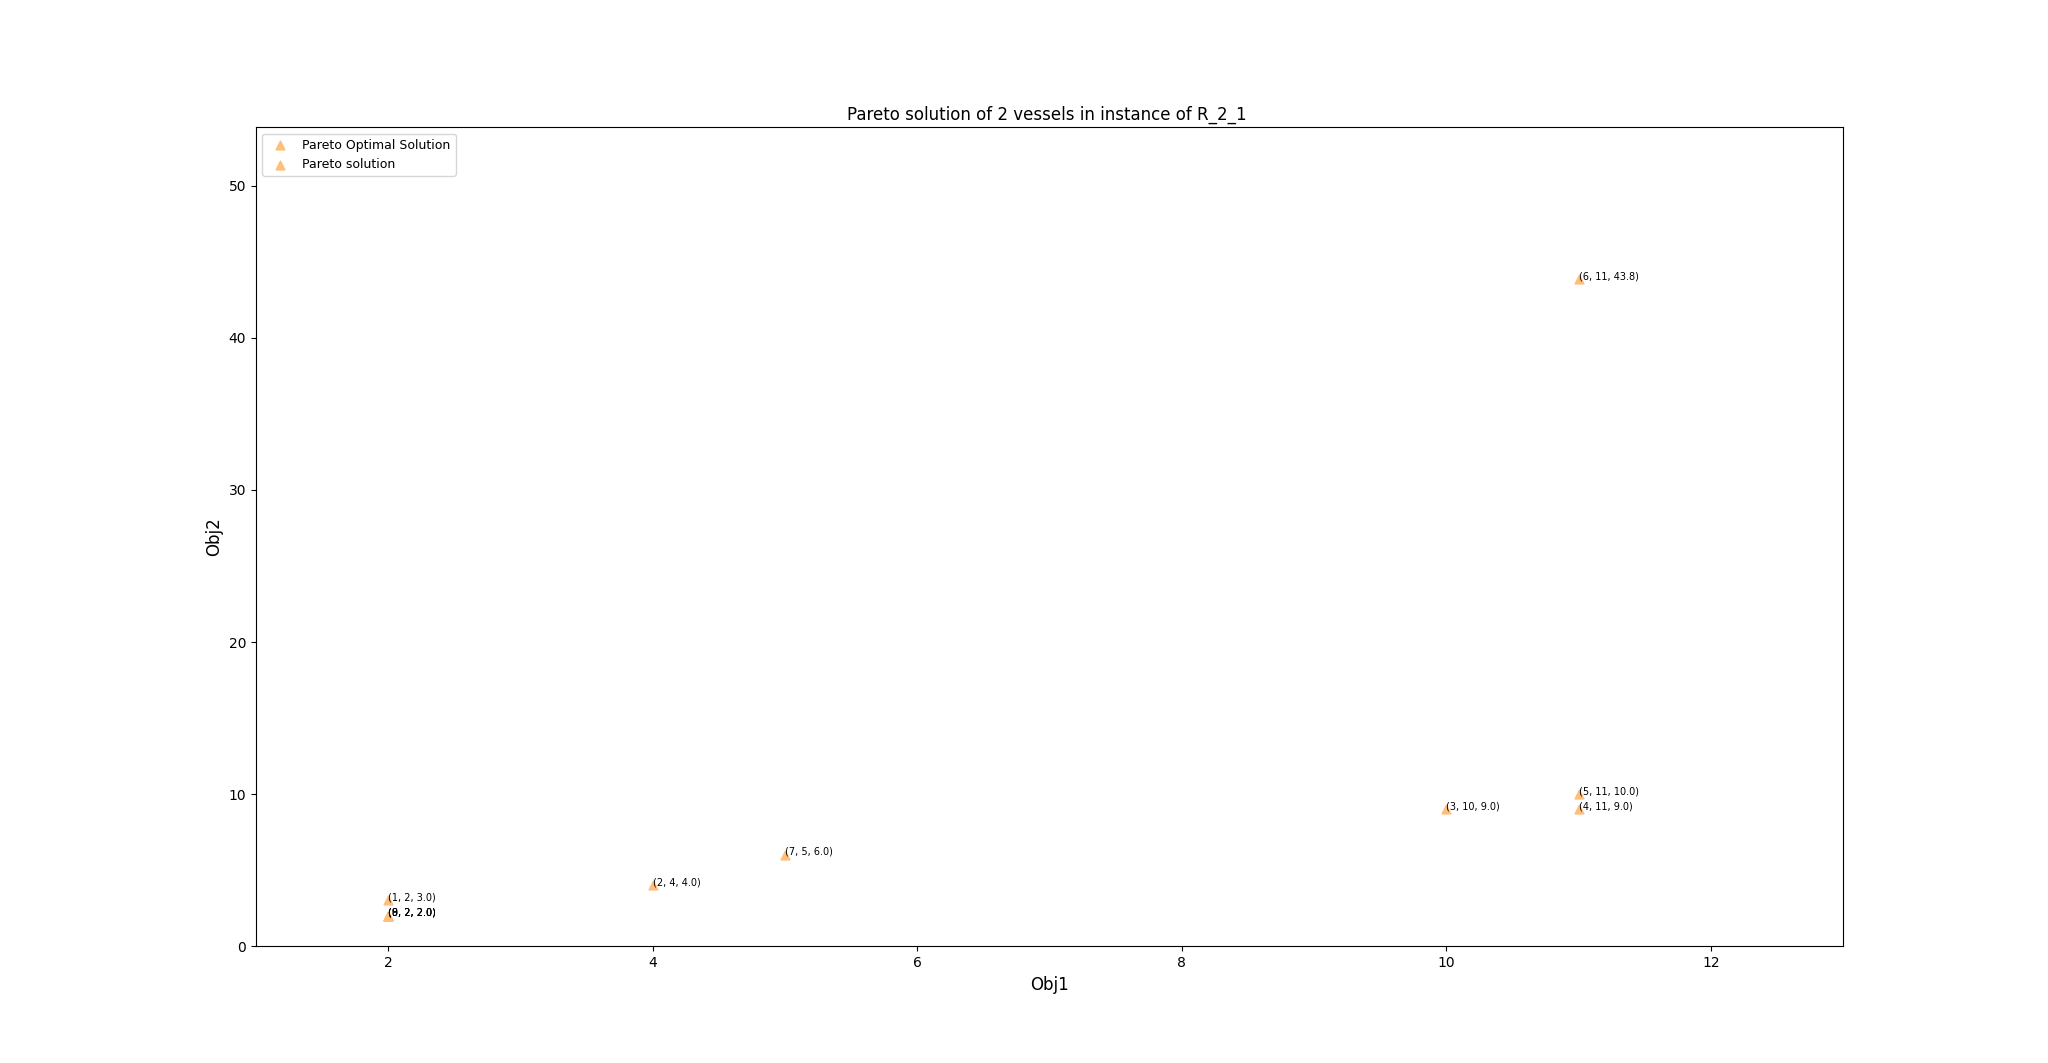 Pareto solution of 2 vessels in instance of R_2_1
Pareto Optimal Solution
Pareto solution
50
40
30
20
10
0
Obj2
(6, 11, 43.8)
(5, 11, 10.0)
(3, 10, 9.0)
(4, 11, 9.0)
(7, 5, 6.0)
(2, 4, 4.0)
(1, 2, 3.0)
2, 2.0)
2
4
6
8
10
12
Obj1